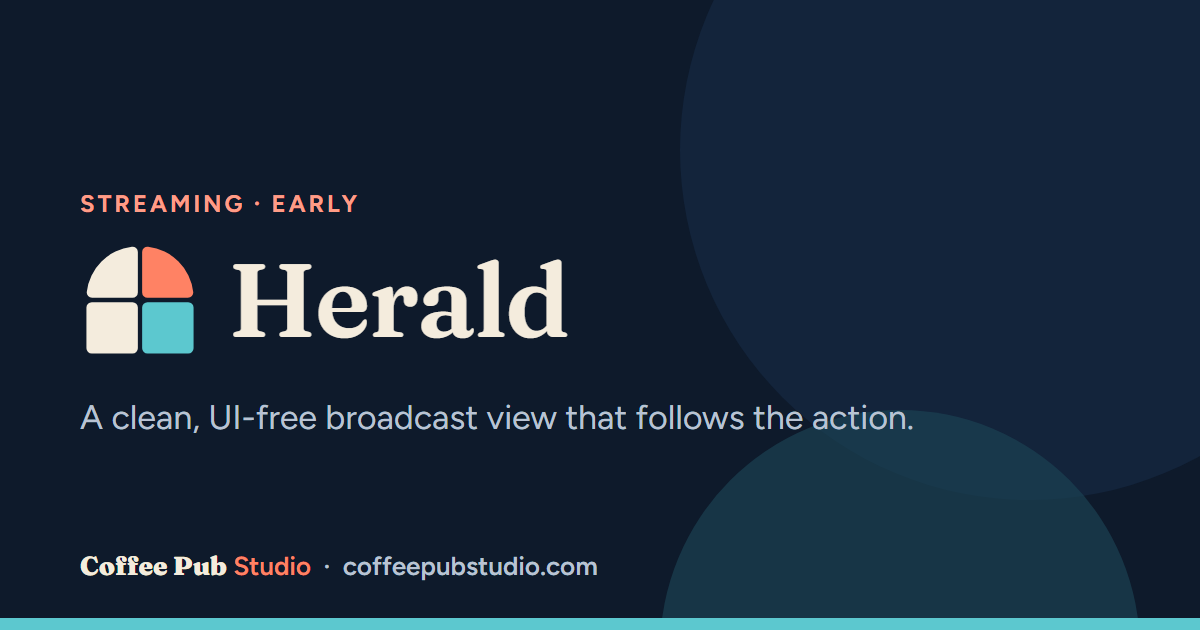 STREAMING · EARLY
Herald
A clean, UI-free broadcast view that follows the action.
Coffee Pub Studio · coffeepubstudio.com